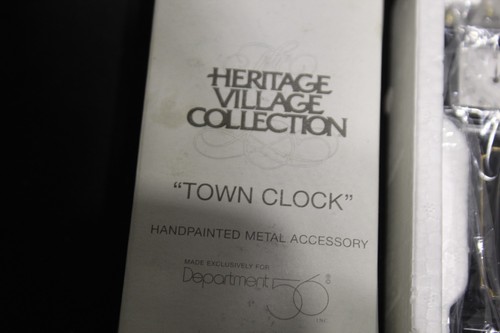 HERITAGE
VILLAGE
COLLECTION
"TOWN CLOCK"
HANDPAINTED METAL ACCESSORY
MADE EXCLUSIVELY FOR
Department 56 ®